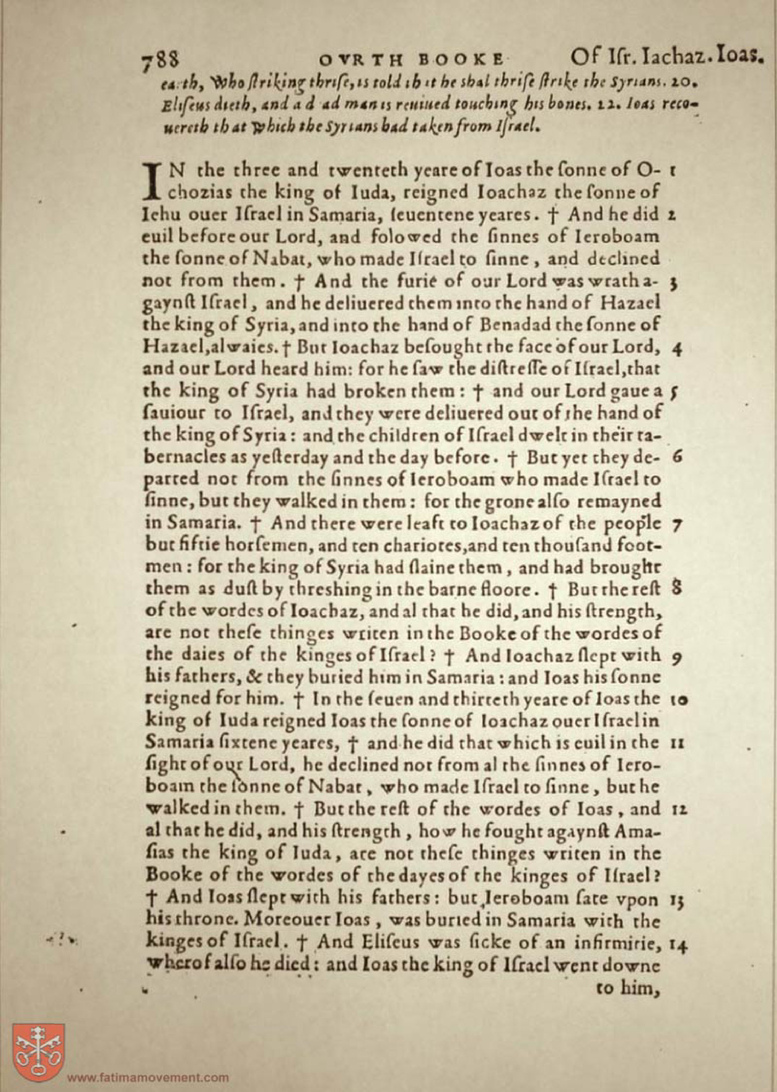 788 OVRTH BOOKE Of Iſr. Iachaz. Ioas.
earth, Who ſtriking thriſe, is told that he shal thriſe ſtrike the Syrians. 20.
Eliſeus dieth, and a d ad man is reuiued touching his bones. 22. Ioas reco-
uereth that Which the Syrians had taken from Iſrael.
IN the three and twenteth yeare of Ioas the ſonne of O- 1
chozias the king of Iuda, reigned Ioachaz the ſonne of
Iehu ouer Iſrael in Samaria, ſeuentene yeares. † And he did 2
euil before our Lord, and folowed the ſinnes of Ieroboam
the ſonne of Nabat, who made Iſrael to ſinne, and declined
not from them. † And the furie of our Lord was wrath a- 3
gaynſt Iſrael, and he deliuered them into the hand of Hazael
the king of Syria, and into the hand of Benadad the ſonne of
Hazael, alwaies. † But Ioachaz beſought the face of our Lord, 4
and our Lord heard him: for he ſaw the diſtreſſe of Iſrael, that
the king of Syria had broken them: † and our Lord gaue a 5
ſauiour to Iſrael, and they were deliuered out of the hand of
the king of Syria: and the children of Iſrael dwelt in their ta-
bernacles as yeſterday and the day before. † But yet they de- 6
parted not from the ſinnes of Ieroboam who made Iſrael to
ſinne, but they walked in them: for the grone alſo remayned
in Samaria. † And there were leaft to Ioachaz of the people 7
but fiftie horſemen, and ten chariotes, and ten thouſand foot-
men: for the king of Syria had ſlaine them, and had brought
them as duſt by threshing in the barne floore. † But the reſt 8
of the wordes of Ioachaz, and al that he did, and his ſtrength,
are not theſe thinges writen in the Booke of the wordes of
the daies of the kinges of Iſrael? † And Ioachaz ſlept with 9
his fathers, & they buried him in Samaria: and Ioas his ſonne
reigned for him. † In the ſeuen and thirteth yeare of Ioas the 10
king of Iuda reigned Ioas the ſonne of Ioachaz ouer Iſrael in
Samaria ſixtene yeares, † and he did that which is euil in the 11
ſight of our Lord, he declined not from al the ſinnes of Iero-
boam the ſonne of Nabat, who made Iſrael to ſinne, but he
walked in them. † But the reſt of the wordes of Ioas, and 12
al that he did, and his ſtrength, how he fought agaynſt Ama-
ſias the king of Iuda, are not theſe thinges writen in the
Booke of the wordes of the dayes of the kinges of Iſrael?
† And Ioas ſlept with his fathers: but Ieroboam ſate vpon 13
his throne. Moreouer Ioas, was buried in Samaria with the
kinges of Iſrael. † And Eliſeus was ſicke of an infirmitie, 14
wherof alſo he died: and Ioas the king of Iſrael went downe
to him,
www.fatimamovement.com